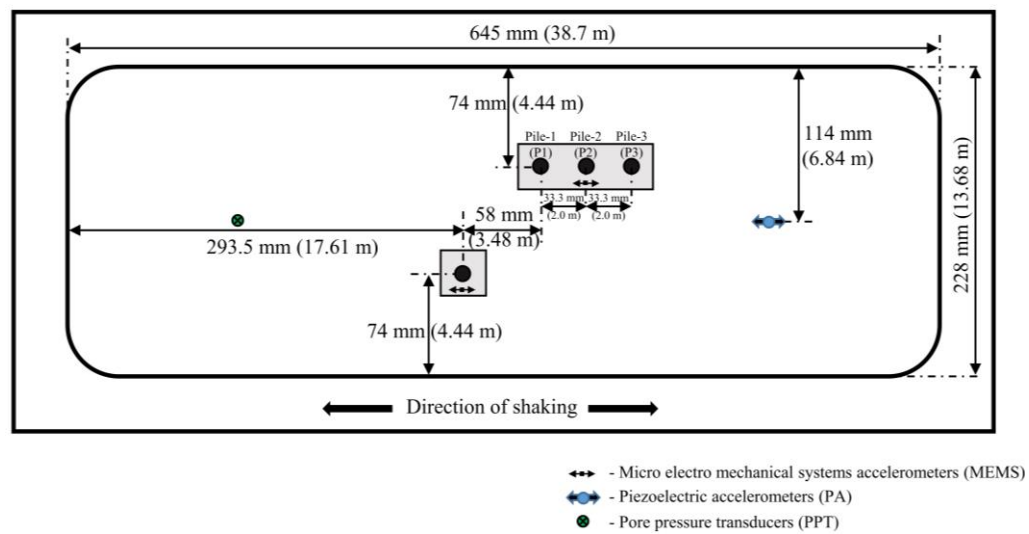 645 mm (38.7 m)
74 mm (4.44 m)
114 mm
(6.84 m)
Pile-1 Pile-2 Pile-3
(P1) (P2) (P3)
33.3 mm 33.3 mm
(2.0 m) (2.0 m)
58 mm
(3.48 m)
293.5 mm (17.61 m)
228 mm (13.68 m)
74 mm (4.44 m)
Direction of shaking
- Micro electro mechanical systems accelerometers (MEMS)
- Piezoelectric accelerometers (PA)
- Pore pressure transducers (PPT)